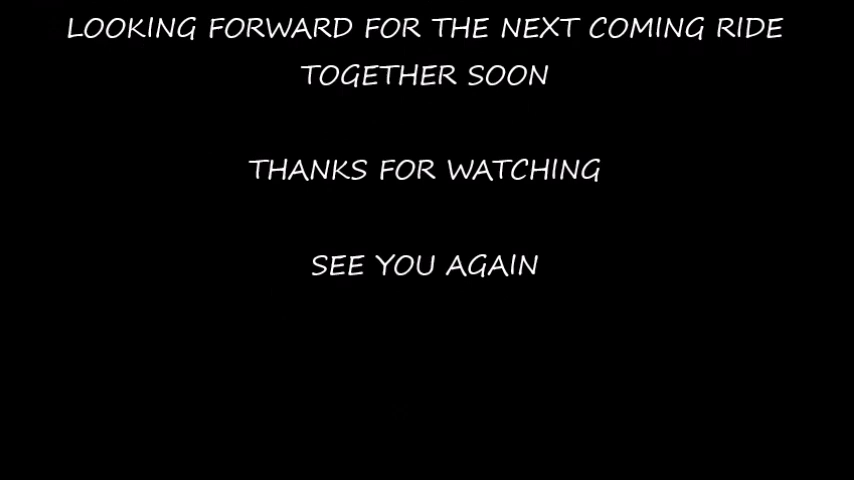 LOOKING FORWARD FOR THE NEXT COMING RIDE
TOGETHER SOON
THANKS FOR WATCHING
SEE YOU AGAIN